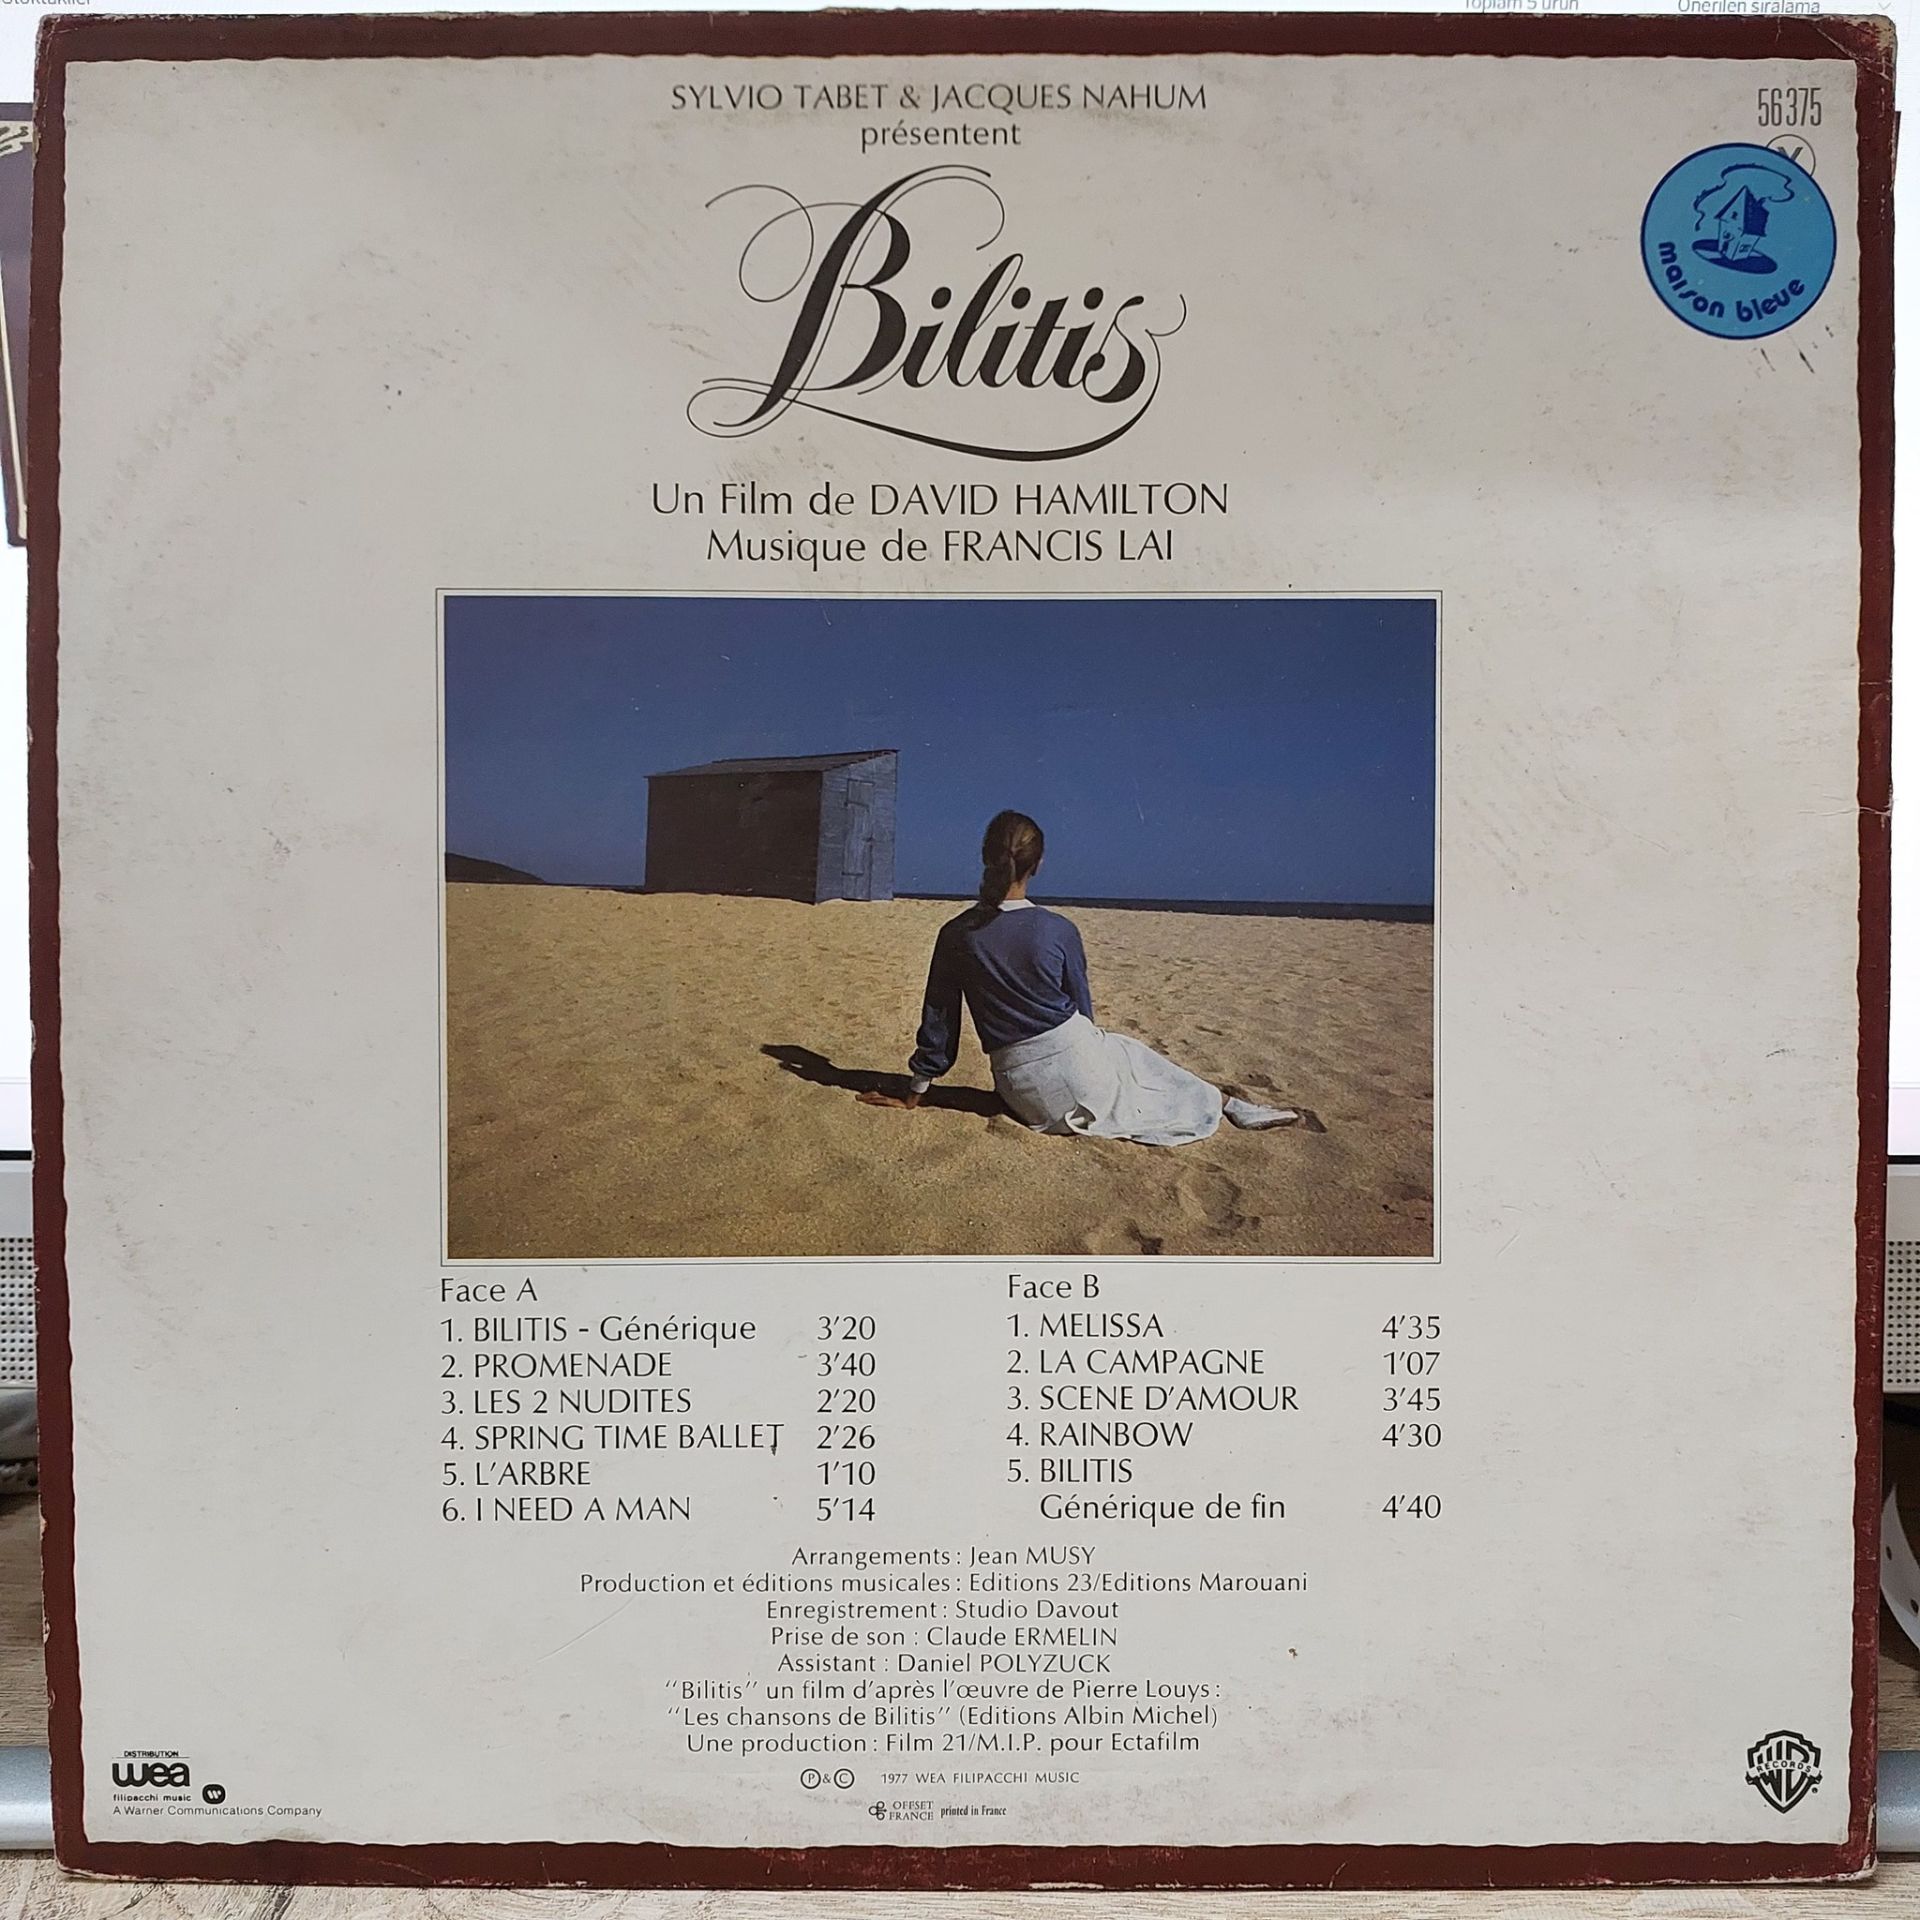 Toplam 5 ürün
Önerilen sıralama
SYLVIO TABET & JACQUES NAHUM
présentent
56375
Y
maison bleue
Bilitis
Un Film de DAVID HAMILTON
Musique de FRANCIS LAI
Face A
1. BILITIS - Générique 3'20
2. PROMENADE 3'40
3. LES 2 NUDITES 2'20
4. SPRING TIME BALLET 2'26
5. L'ARBRE 1'10
6. I NEED A MAN 5'14
Face B
1. MELISSA 4'35
2. LA CAMPAGNE 1'07
3. SCENE D'AMOUR 3'45
4. RAINBOW 4'30
5. BILITIS
Générique de fin 4'40
Arrangements : Jean MUSY
Production et éditions musicales : Editions 23/Editions Marouani
Enregistrement : Studio Davout
Prise de son : Claude ERMELIN
Assistant : Daniel POLYZUCK
"Bilitis" un film d'après l'œuvre de Pierre Louys :
"Les chansons de Bilitis" (Editions Albin Michel)
Une production : Film 21/M.I.P. pour Ectafilm
Ⓟ & © 1977 WEA FILIPACCHI MUSIC
OFFSET
FRANCE printed in France
DISTRIBUTION
wea
filipacchi music
A Warner Communications Company
WB
RECORDS